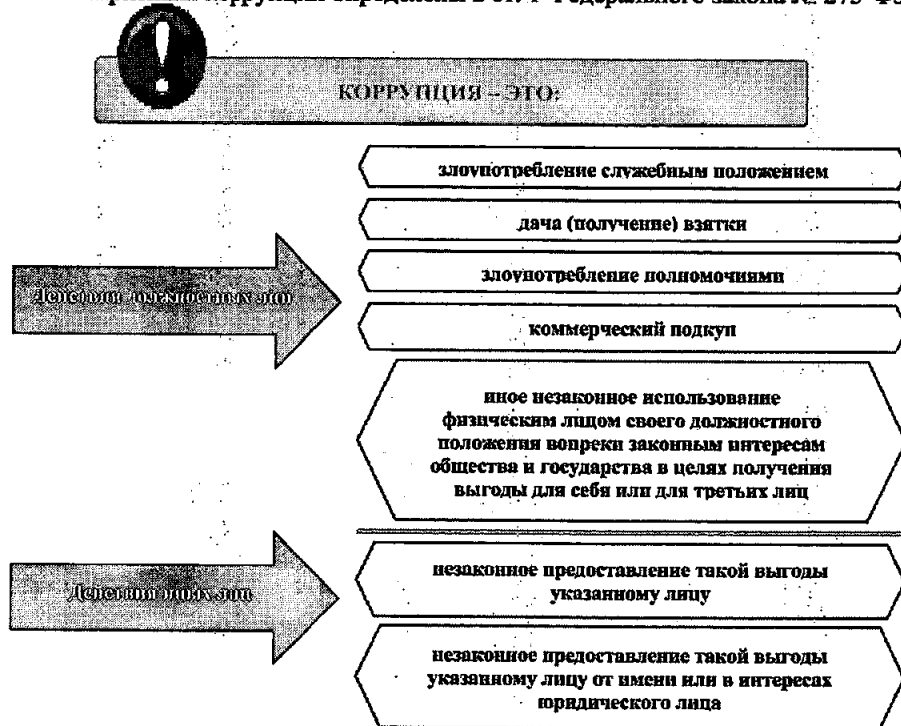 коррупции определены в ст. 1 Федерального закона № 273-ФЗ
КОРРУПЦИЯ – ЭТО:
злоупотребление служебным положением
дача (получение) взятки
Действия должностных лиц
злоупотребление полномочиями
коммерческий подкуп
иное незаконное использование
физическим лицом своего должностного
положения вопреки законным интересам
общества и государства в целях получения
выгоды для себя или для третьих лиц
Действия иных лиц
незаконное предоставление такой выгоды
указанному лицу
незаконное предоставление такой выгоды
указанному лицу от имени или в интересах
юридического лица